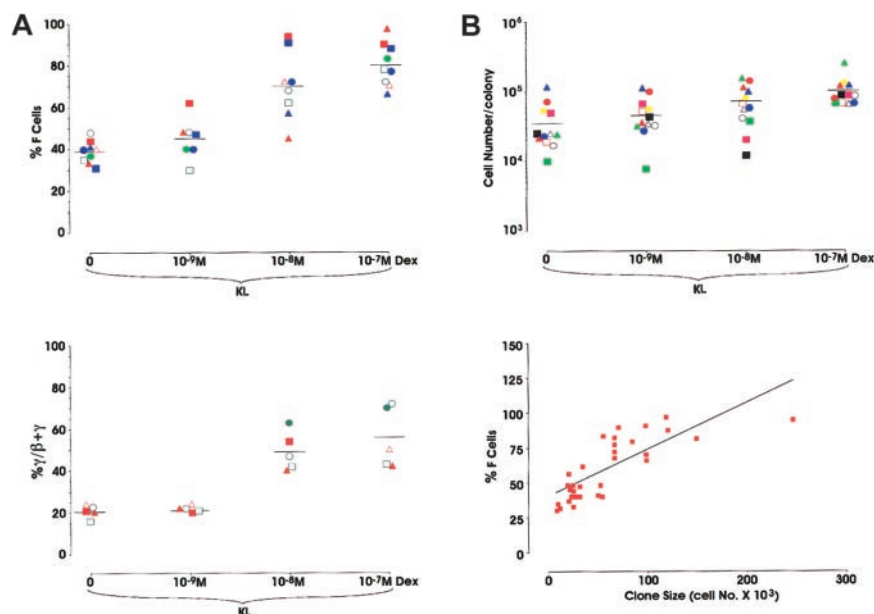 A
% F Cells
100
80
60
40
20
0
0 10⁻⁹M 10⁻⁸M 10⁻⁷M Dex
KL
B
Cell Number/colony
10⁶
10⁵
10⁴
10³
0 10⁻⁹M 10⁻⁸M 10⁻⁷M Dex
KL
%γ/β+γ
100
80
60
40
20
0
0 10⁻⁹M 10⁻⁸M 10⁻⁷M Dex
KL
% F Cells
150
125
100
75
50
25
0
0 100 200 300
Clone Size (cell No. X 10³)